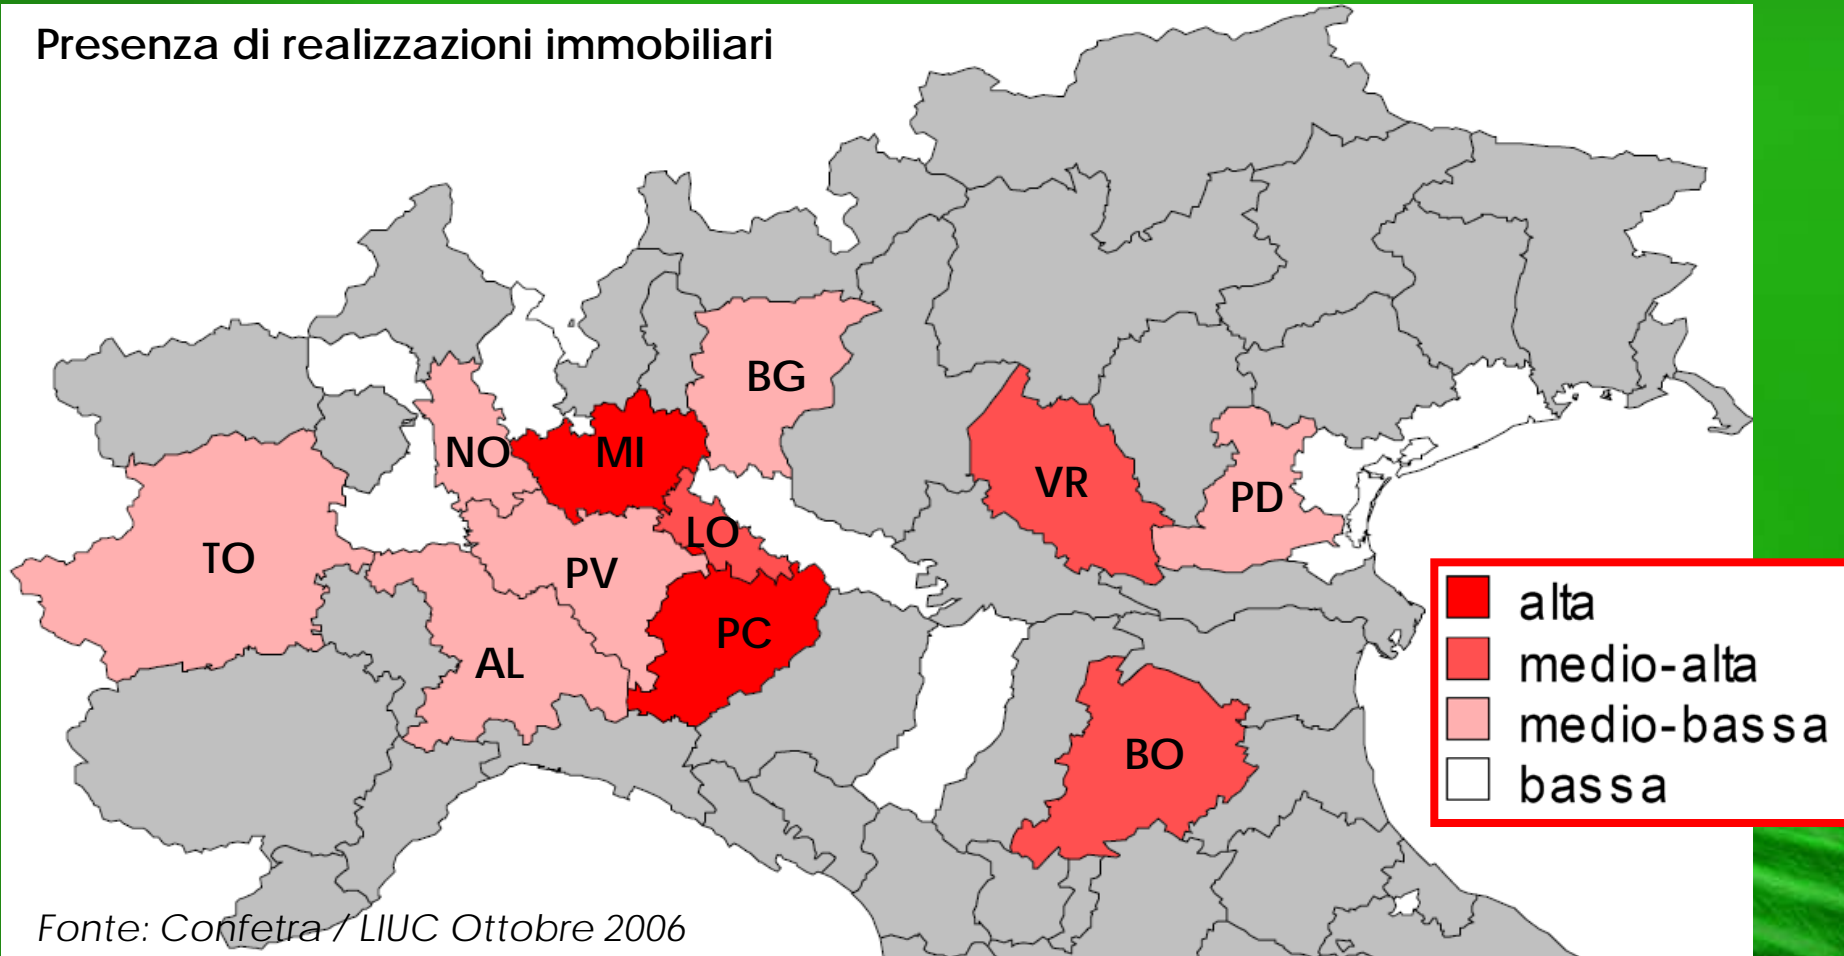 Presenza di realizzazioni immobiliari
BG
NO
MI
VR
PD
LO
TO
PV
PC
AL
BO
alta
medio-alta
medio-bassa
bassa
Fonte: Confetra / LIUC Ottobre 2006